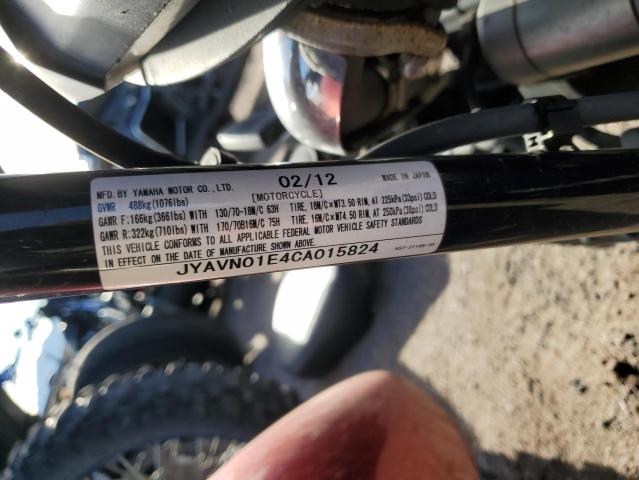 MFD. BY YAMAHA MOTOR CO., LTD. 02/12 MADE IN JAPAN
GVWR 488kg(1076lbs) [MOTORCYCLE]
GAWR F:166kg(366lbs) WITH 130/70-18M/C 63H TIRE, 18M/C×MT3.50 RIM, AT 225kPa(33psi) COLD
GAWR R:322kg(710lbs) WITH 170/70B16M/C 75H TIRE, 16M/C×MT4.50 RIM, AT 250kPa(36psi) COLD
THIS VEHICLE CONFORMS TO ALL APPLICABLE FEDERAL MOTOR VEHICLE SAFETY STANDARDS
IN EFFECT ON THE DATE OF MANUFACTURE SHOWN ABOVE.
JYAVN01E4CA015824